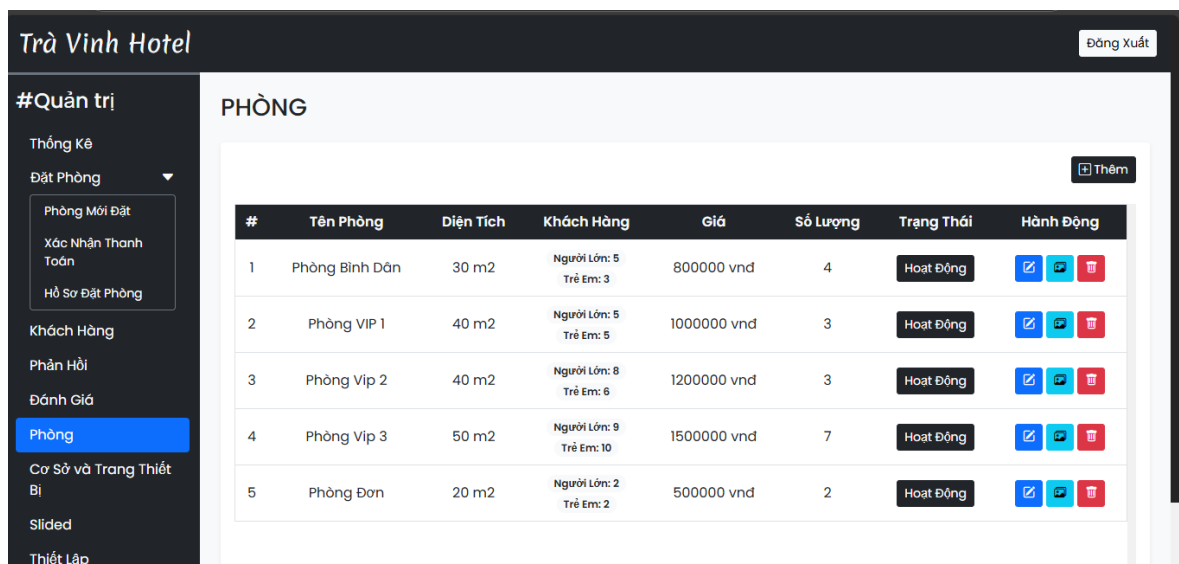 Trà Vinh Hotel
Đăng Xuất
#Quản trị
Thống Kê
Đặt Phòng
Phòng Mới Đặt
Xác Nhận Thanh
Toán
Hồ Sơ Đặt Phòng
Khách Hàng
Phản Hồi
Đánh Giá
Phòng
Cơ Sở và Trang Thiết
Bị
Slided
Thiết Lập
PHÒNG
Thêm
# Tên Phòng Diện Tích Khách Hàng Giá Số Lượng Trạng Thái Hành Động
1 Phòng Bình Dân 30 m2 Người Lớn: 5 800000 vnđ 4 Hoạt Động
Trẻ Em: 3
2 Phòng VIP 1 40 m2 Người Lớn: 5 1000000 vnđ 3 Hoạt Động
Trẻ Em: 5
3 Phòng Vip 2 40 m2 Người Lớn: 8 1200000 vnđ 3 Hoạt Động
Trẻ Em: 6
4 Phòng Vip 3 50 m2 Người Lớn: 9 1500000 vnđ 7 Hoạt Động
Trẻ Em: 10
5 Phòng Đơn 20 m2 Người Lớn: 2 500000 vnđ 2 Hoạt Động
Trẻ Em: 2